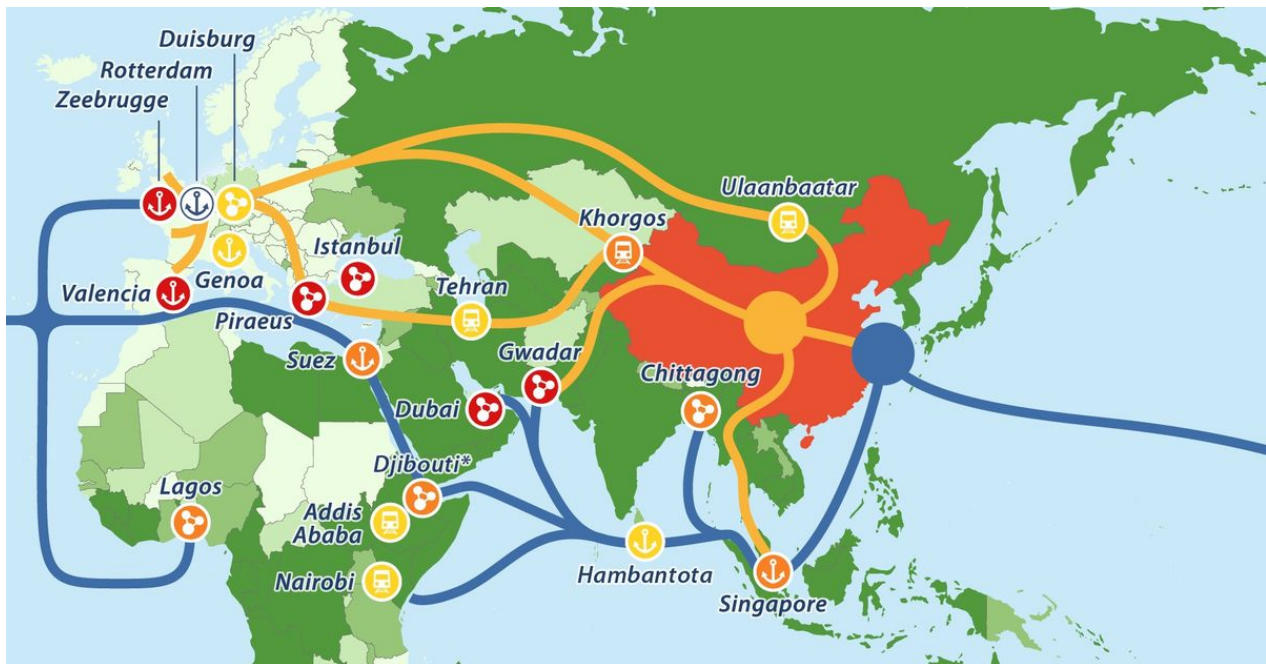 Duisburg
Rotterdam
Zeebrugge
Ulaanbaatar
Khorgos
Istanbul
Genoa
Valencia
Tehran
Piraeus
Suez
Gwadar
Chittagong
Dubai
Djibouti*
Lagos
Addis
Ababa
Nairobi
Hambantota
Singapore